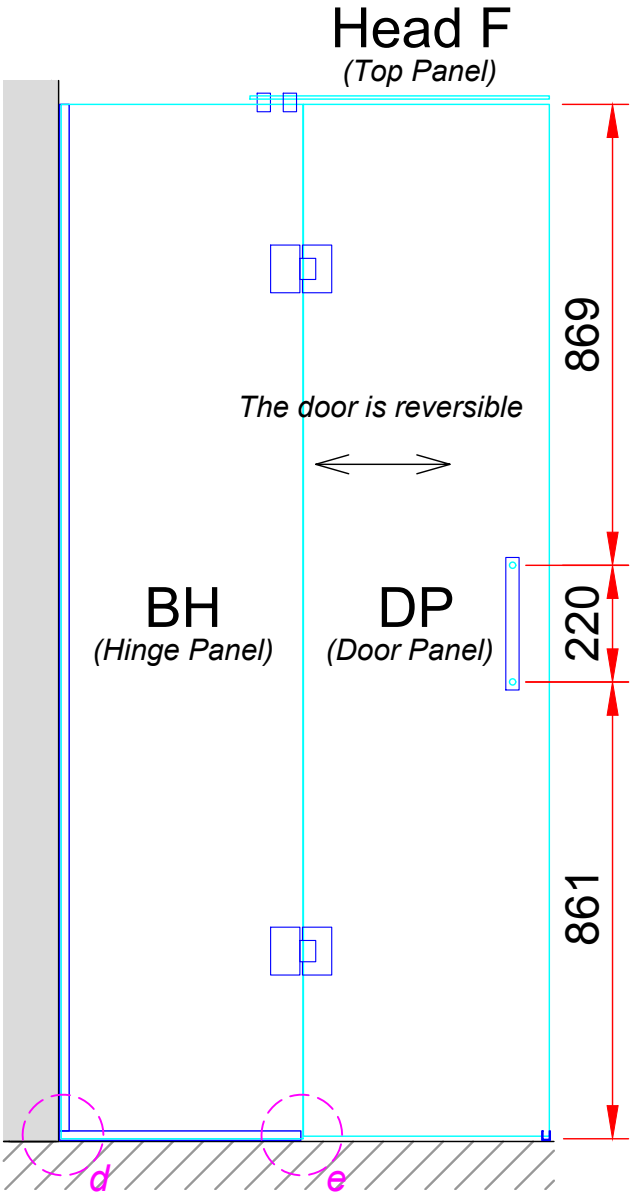 Head F
(Top Panel)
869
The door is reversible
BH
(Hinge Panel)
DP
(Door Panel)
220
861
d
e